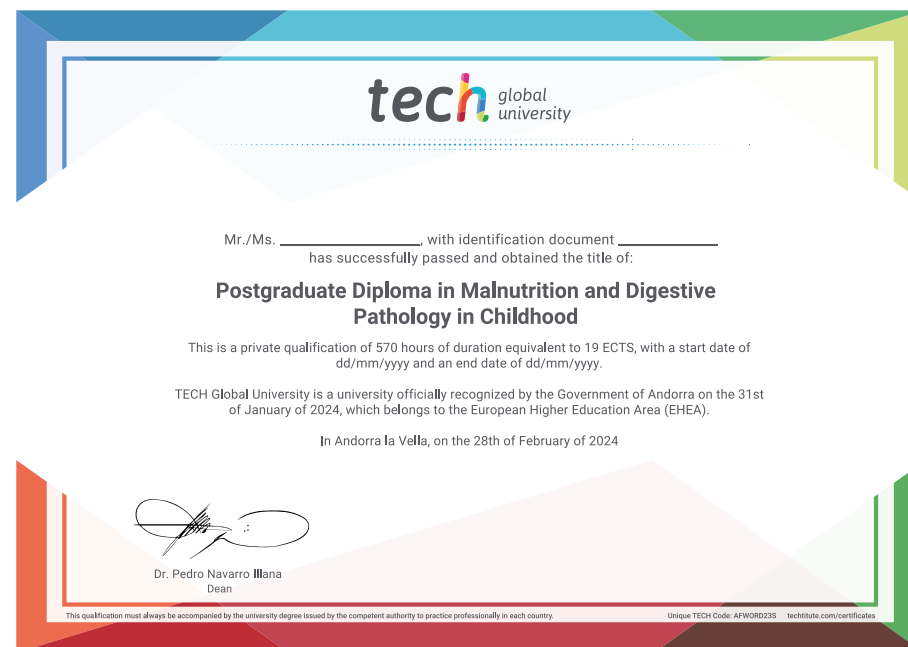 tech global university
Mr./Ms. ____________, with identification document ____________
has successfully passed and obtained the title of:
Postgraduate Diploma in Malnutrition and Digestive
Pathology in Childhood
This is a private qualification of 570 hours of duration equivalent to 19 ECTS, with a start date of
dd/mm/yyyy and an end date of dd/mm/yyyy.
TECH Global University is a university officially recognized by the Government of Andorra on the 31st
of January of 2024, which belongs to the European Higher Education Area (EHEA).
In Andorra la Vella, on the 28th of February of 2024
Dr. Pedro Navarro Illana
Dean
This qualification must always be accompanied by the university degree issued by the competent authority to practice professionally in each country.
Unique TECH Code: AFWORD23S techtitute.com/certificates